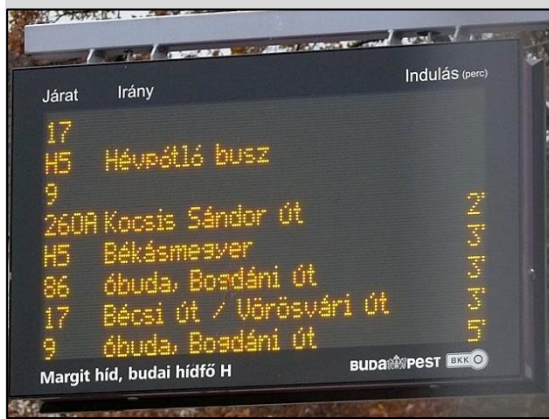 Járat Irány Indulás (perc)
17
H5 Hévpótló busz
9
260A Kocsis Sándor út 2'
H5 Békásmegyer 3'
86 óbuda, Bogdáni út 3'
17 Bécsi út / Vörösvári út 3'
9 óbuda, Bogdáni út 5'
Margit híd, budai hídfő H BUDAPEST BKK